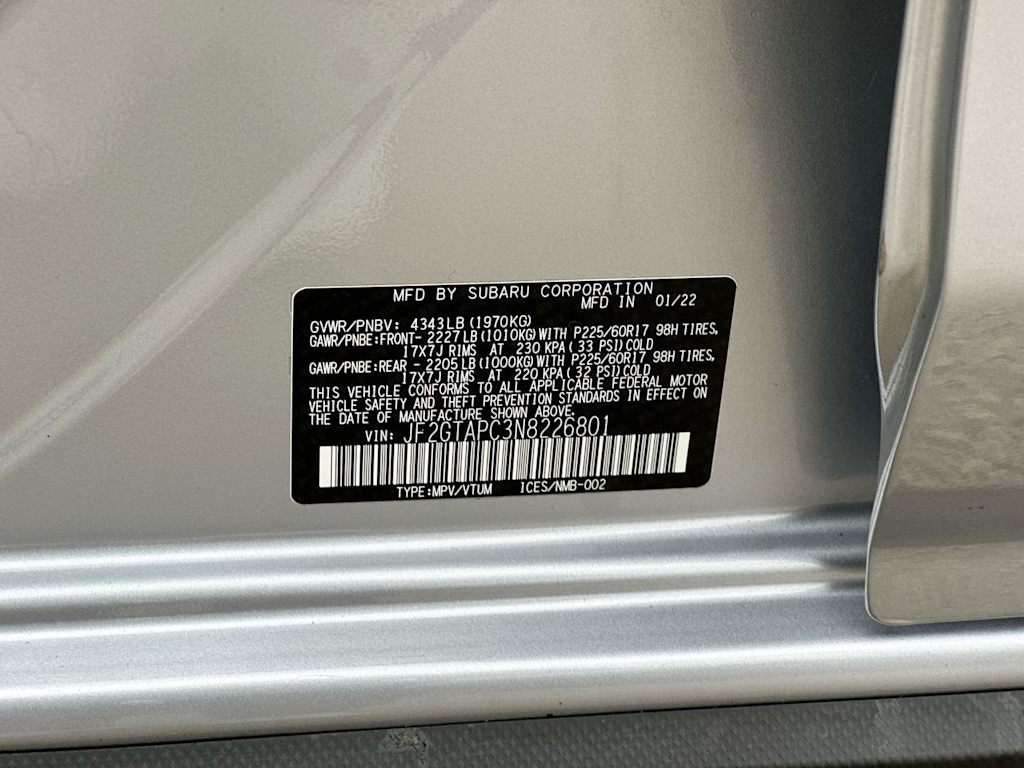 MFD BY SUBARU CORPORATION
MFD IN 01/22
GVWR/PNBV: 4343LB (1970KG)
GAWR/PNBE:FRONT- 2227LB (1010KG) WITH P225/60R17 98H TIRES,
17X7J RIMS AT 230 KPA ( 33 PSI) COLD
GAWR/PNBE:REAR - 2205LB (1000KG) WITH P225/60R17 98H TIRES,
17X7J RIMS AT 220 KPA ( 32 PSI) COLD
THIS VEHICLE CONFORMS TO ALL APPLICABLE FEDERAL MOTOR
VEHICLE SAFETY AND THEFT PREVENTION STANDARDS IN EFFECT ON
THE DATE OF MANUFACTURE SHOWN ABOVE.
VIN: JF2GTAPC3N8226801
TYPE:MPV/VTUM ICES/NMB-002